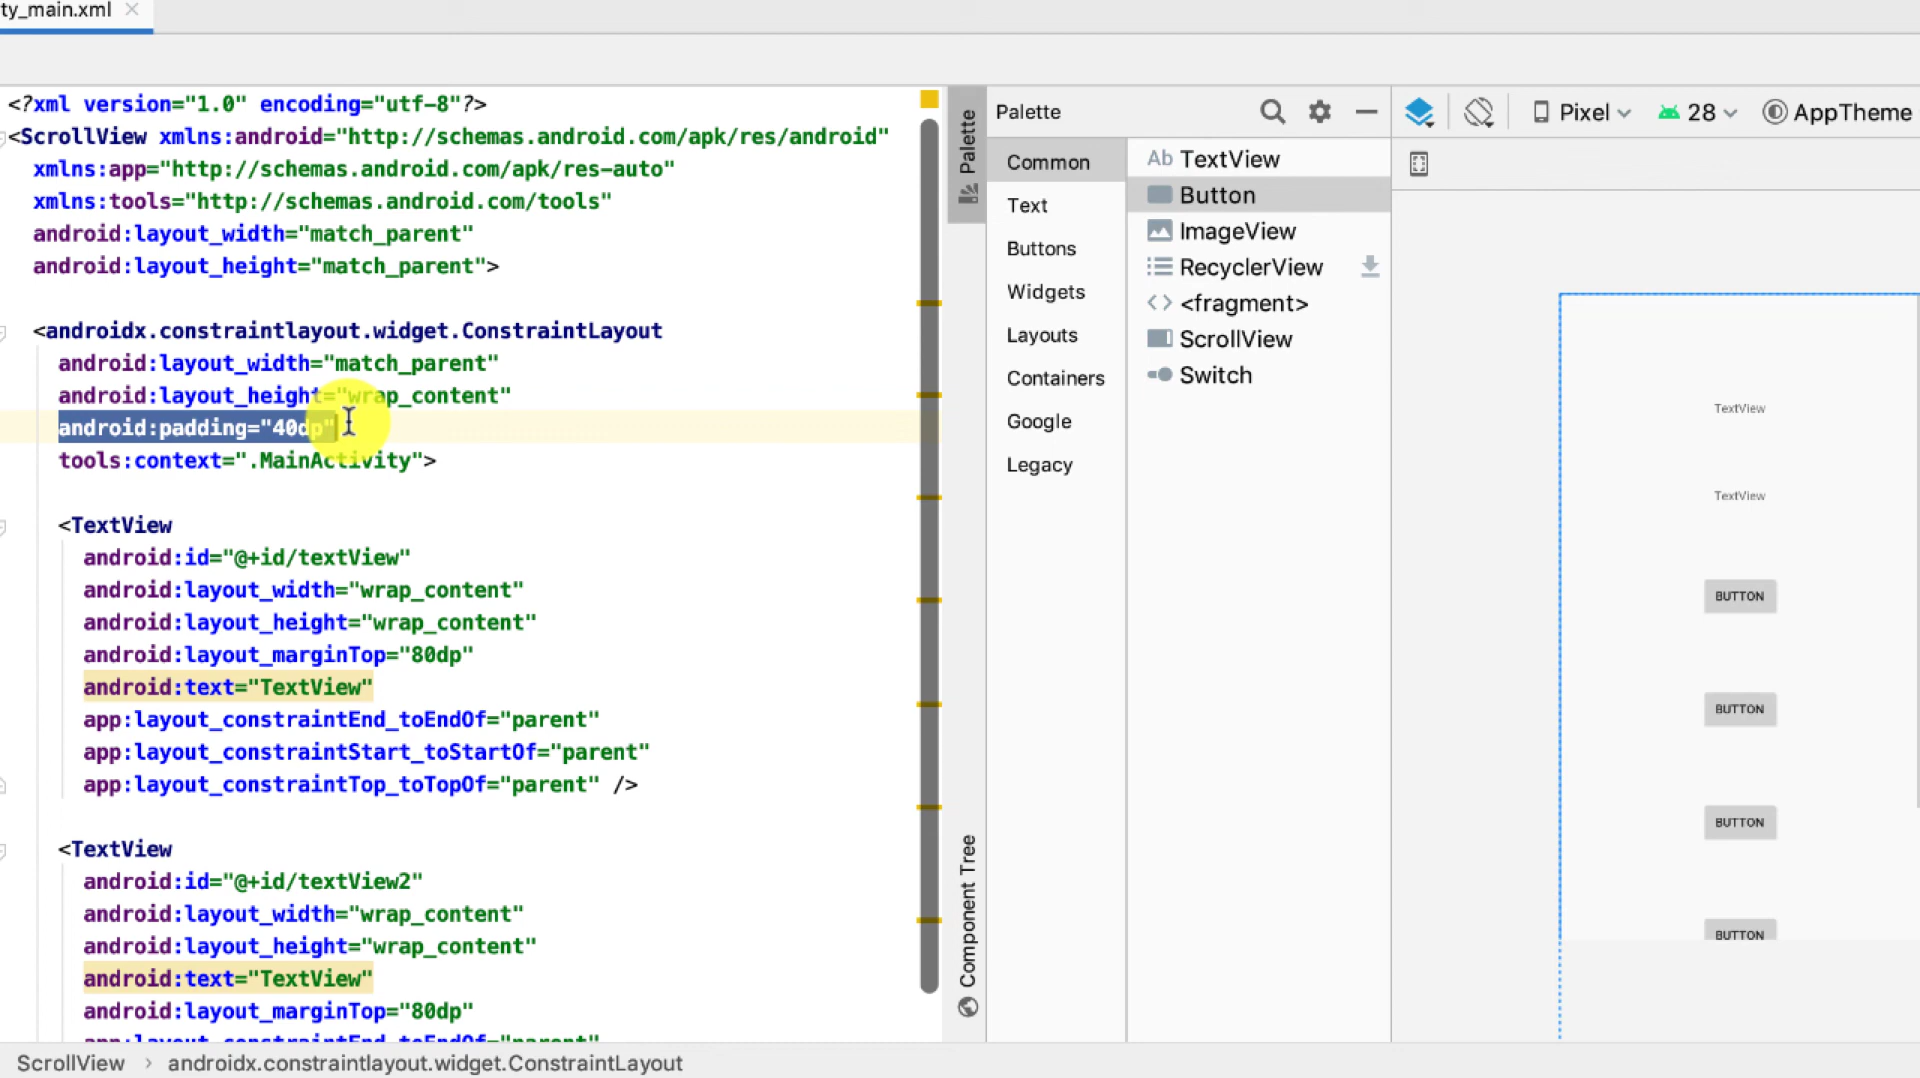 ty_main.xml
<?xml version="1.0" encoding="utf-8"?>
<ScrollView xmlns:android="http://schemas.android.com/apk/res/android"
xmlns:app="http://schemas.android.com/apk/res-auto"
xmlns:tools="http://schemas.android.com/tools"
android:layout_width="match_parent"
android:layout_height="match_parent">
<androidx.constraintlayout.widget.ConstraintLayout
android:layout_width="match_parent"
android:layout_height="wrap_content"
android:padding="40dp"
tools:context=".MainActivity">
<TextView
android:id="@+id/textView"
android:layout_width="wrap_content"
android:layout_height="wrap_content"
android:layout_marginTop="80dp"
android:text="TextView"
app:layout_constraintEnd_toEndOf="parent"
app:layout_constraintStart_toStartOf="parent"
app:layout_constraintTop_toTopOf="parent" />
<TextView
android:id="@+id/textView2"
android:layout_width="wrap_content"
android:layout_height="wrap_content"
android:text="TextView"
android:layout_marginTop="80dp"
app:layout_constraintEnd_toEndOf="parent"
ScrollView › androidx.constraintlayout.widget.ConstraintLayout
Palette
Component Tree
Palette
Common
Text
Buttons
Widgets
Layouts
Containers
Google
Legacy
Ab TextView
Button
ImageView
RecyclerView
<> <fragment>
ScrollView
Switch
Pixel
28
AppTheme
TextView
TextView
BUTTON
BUTTON
BUTTON
BUTTON